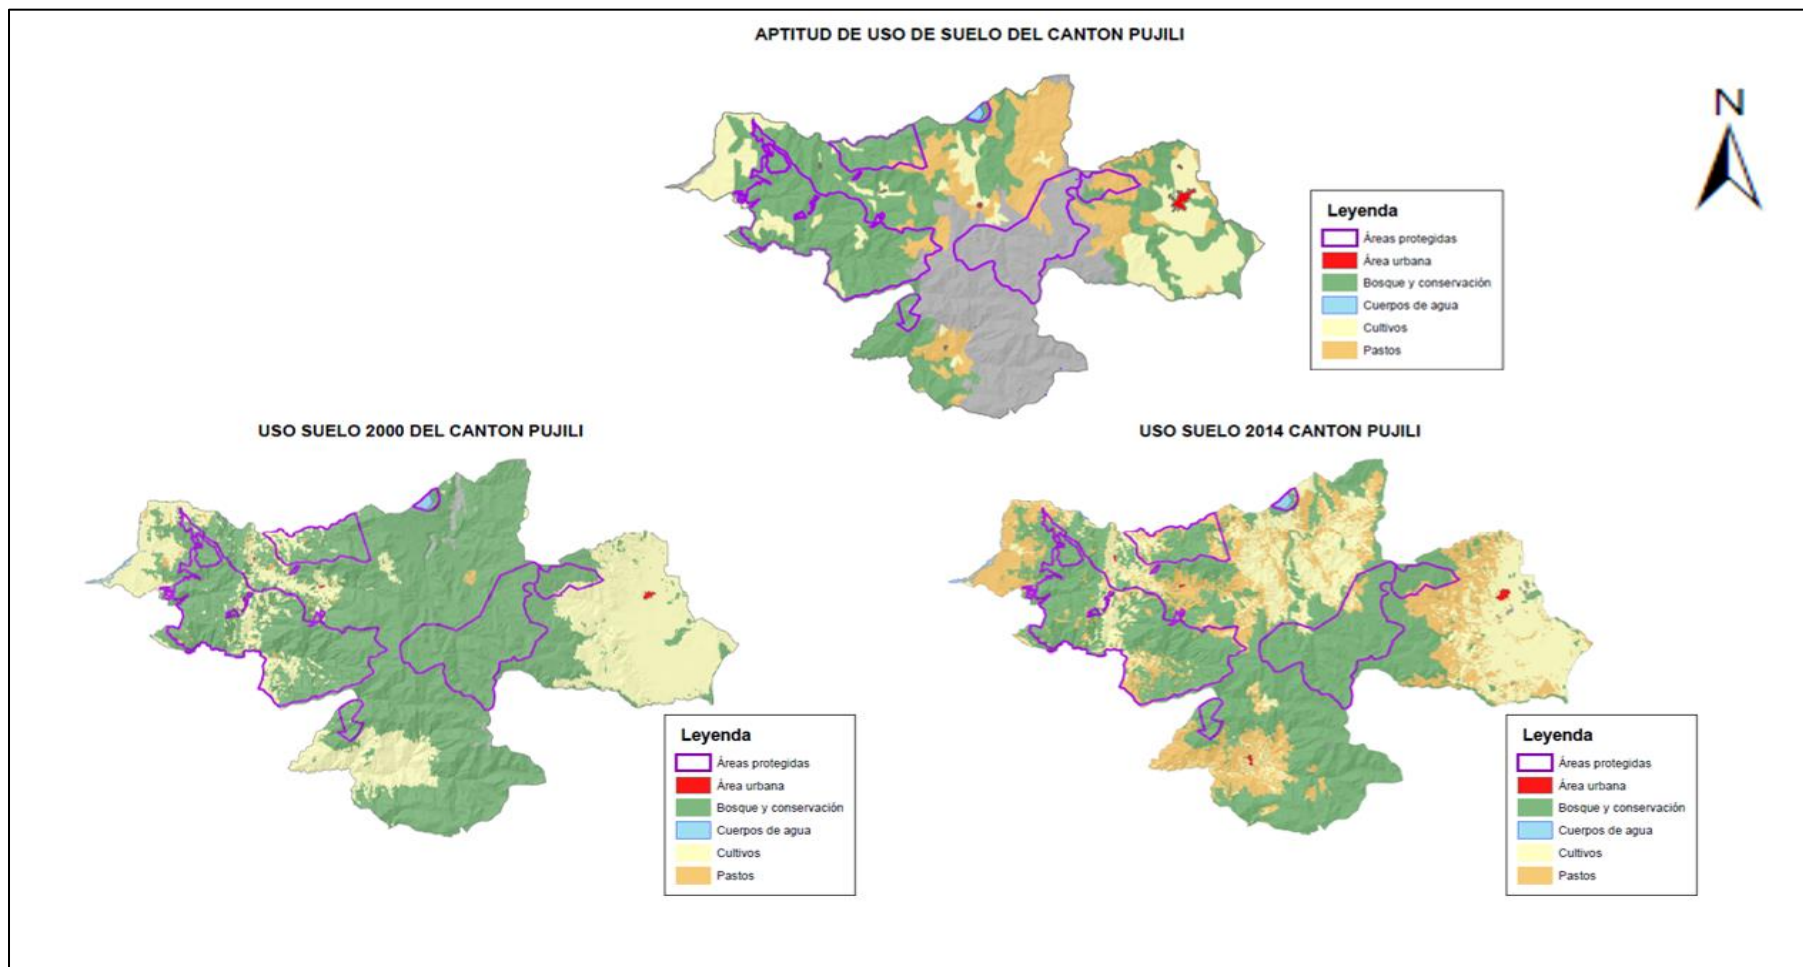 APTITUD DE USO DE SUELO DEL CANTON PUJILI
N
Leyenda
Áreas protegidas
Área urbana
Bosque y conservación
Cuerpos de agua
Cultivos
Pastos
USO SUELO 2000 DEL CANTON PUJILI
Leyenda
Áreas protegidas
Área urbana
Bosque y conservación
Cuerpos de agua
Cultivos
Pastos
USO SUELO 2014 CANTON PUJILI
Leyenda
Áreas protegidas
Área urbana
Bosque y conservación
Cuerpos de agua
Cultivos
Pastos